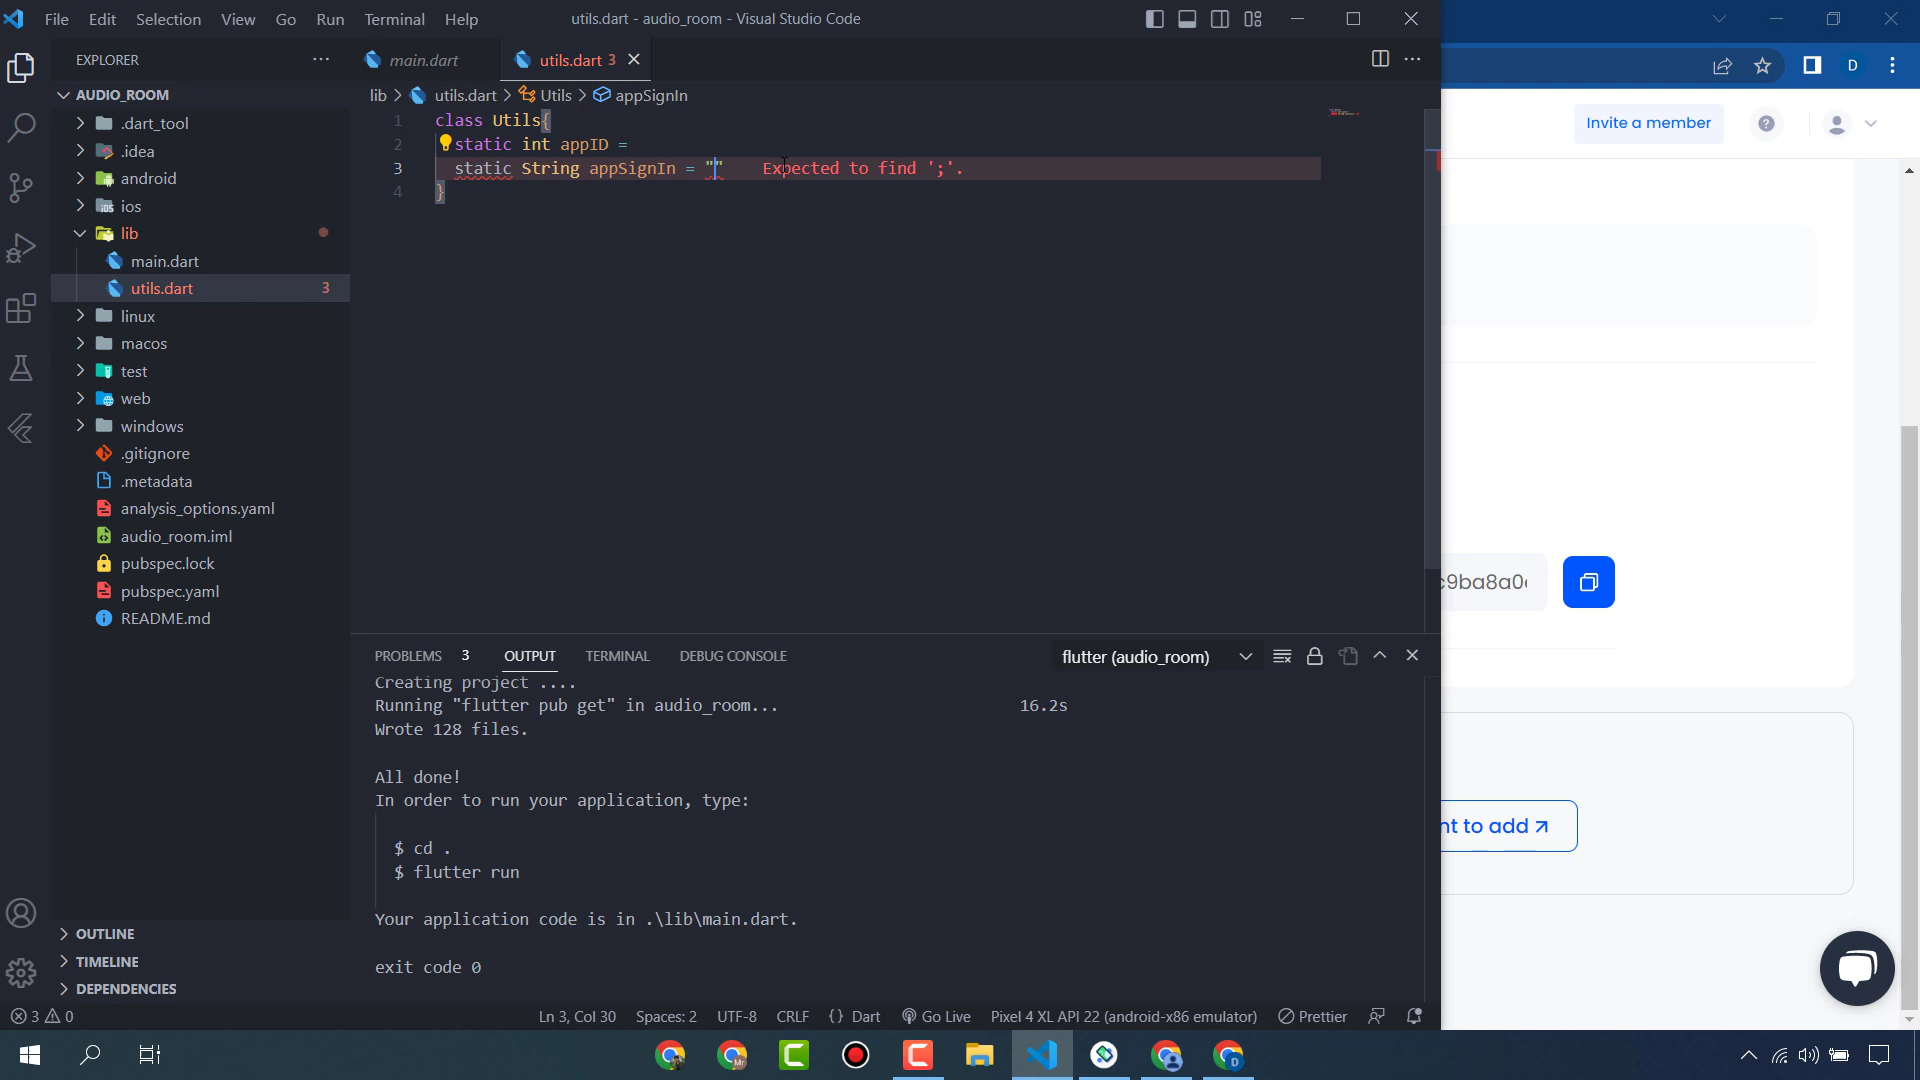 File Edit Selection View Go Run Terminal Help
utils.dart - audio_room - Visual Studio Code
EXPLORER
main.dart
utils.dart 3
AUDIO_ROOM
lib > utils.dart > Utils > appSignIn
.dart_tool
.idea
android
ios
lib
main.dart
utils.dart 3
linux
macos
test
web
windows
.gitignore
.metadata
analysis_options.yaml
audio_room.iml
pubspec.lock
pubspec.yaml
README.md
OUTLINE
TIMELINE
DEPENDENCIES
1 class Utils{
2 static int appID =
3 static String appSignIn = "" Expected to find ';'.
4 }
PROBLEMS 3 OUTPUT TERMINAL DEBUG CONSOLE
flutter (audio_room)
Creating project ....
Running "flutter pub get" in audio_room... 16.2s
Wrote 128 files.
All done!
In order to run your application, type:
$ cd .
$ flutter run
Your application code is in .\lib\main.dart.
exit code 0
3 0
Ln 3, Col 30 Spaces: 2 UTF-8 CRLF {} Dart Go Live Pixel 4 XL API 22 (android-x86 emulator) Prettier
D
Invite a member
c9ba8a0
nt to add
Mr
D